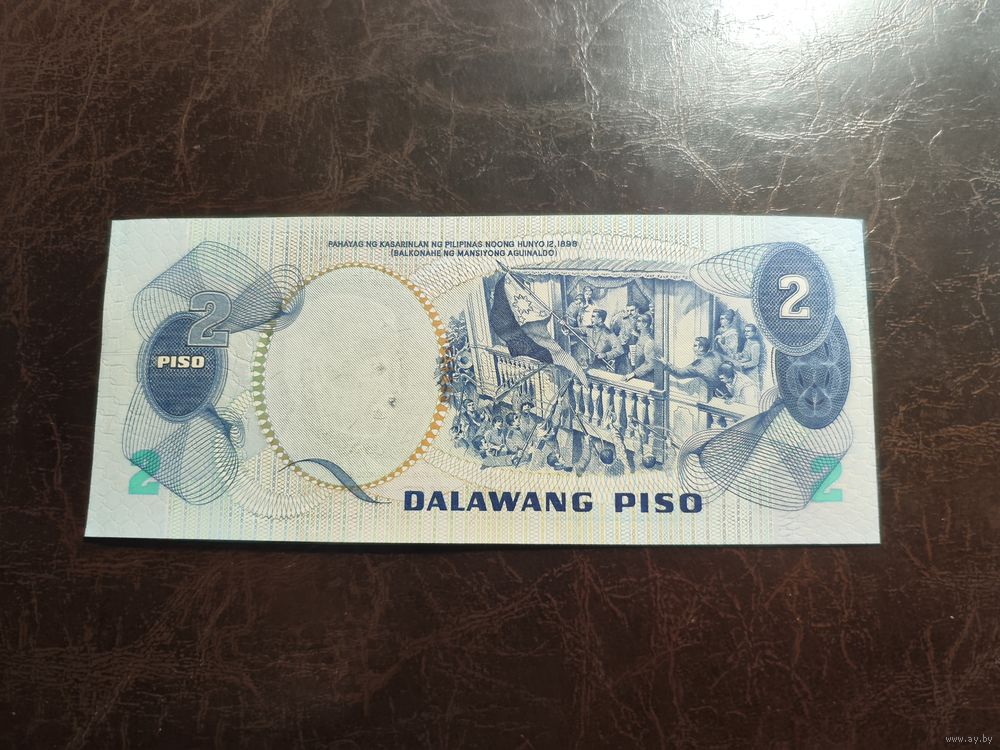 PAHAYAG NG KASARINLAN NG PILIPINAS NOONG HUNYO 12, 1898
(BALKONAHE NG MANSIYONG AGUINALDO)
2
2
PISO
2
2
DALAWANG PISO
www.ay.by